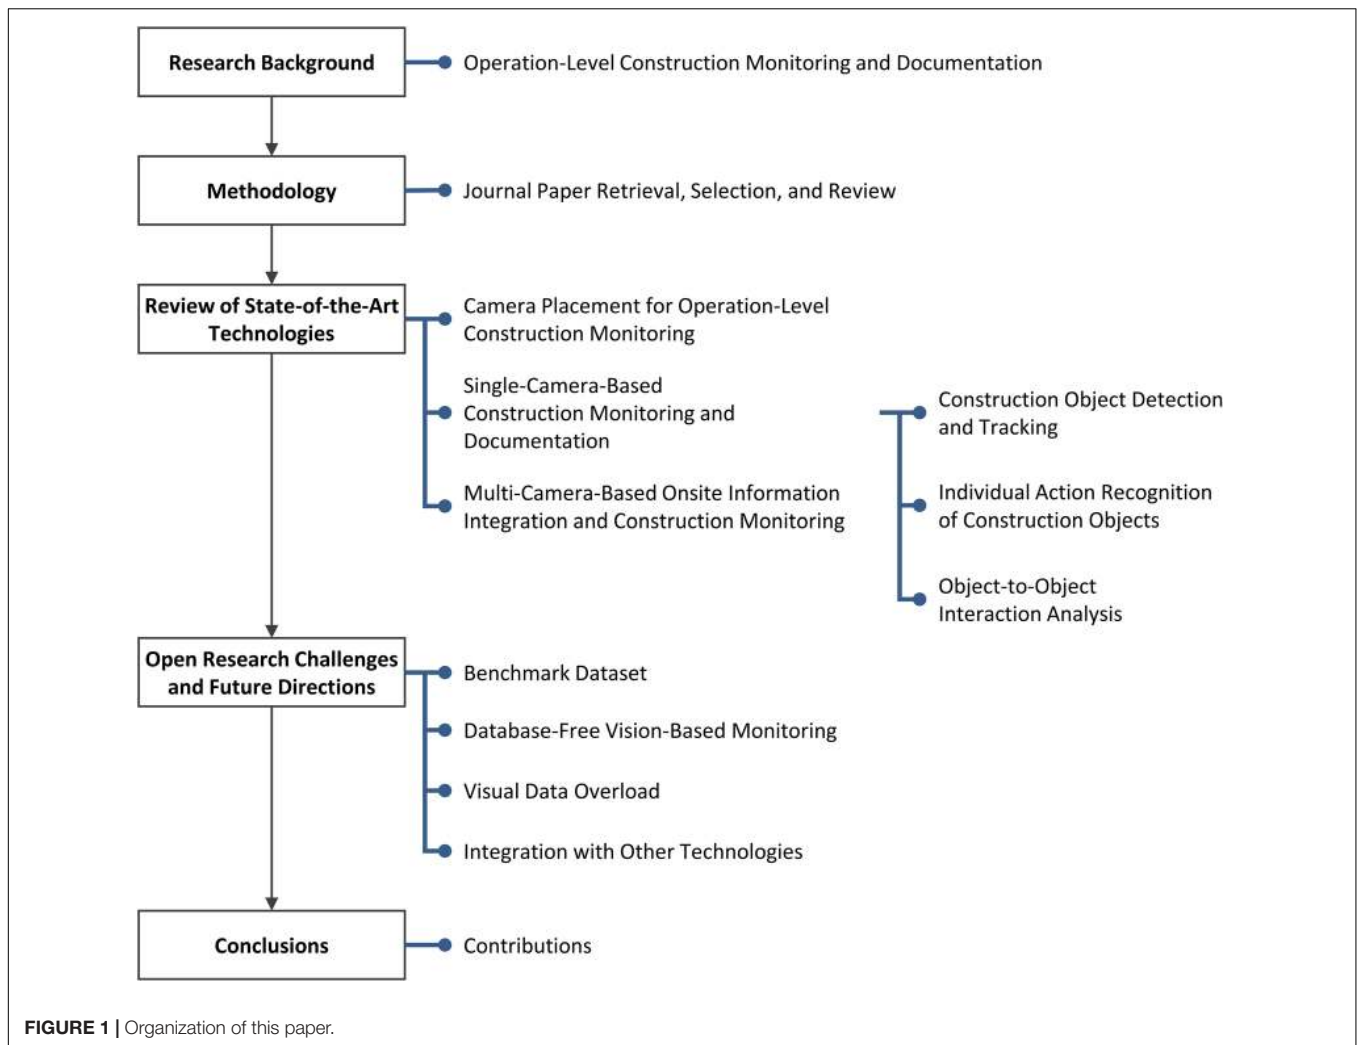 Research Background
Operation-Level Construction Monitoring and Documentation
Methodology
Journal Paper Retrieval, Selection, and Review
Review of State-of-the-Art
Technologies
Camera Placement for Operation-Level
Construction Monitoring
Single-Camera-Based
Construction Monitoring and
Documentation
Construction Object Detection
and Tracking
Individual Action Recognition
of Construction Objects
Object-to-Object
Interaction Analysis
Multi-Camera-Based Onsite Information
Integration and Construction Monitoring
Open Research Challenges
and Future Directions
Benchmark Dataset
Database-Free Vision-Based Monitoring
Visual Data Overload
Integration with Other Technologies
Conclusions
Contributions
FIGURE 1 | Organization of this paper.